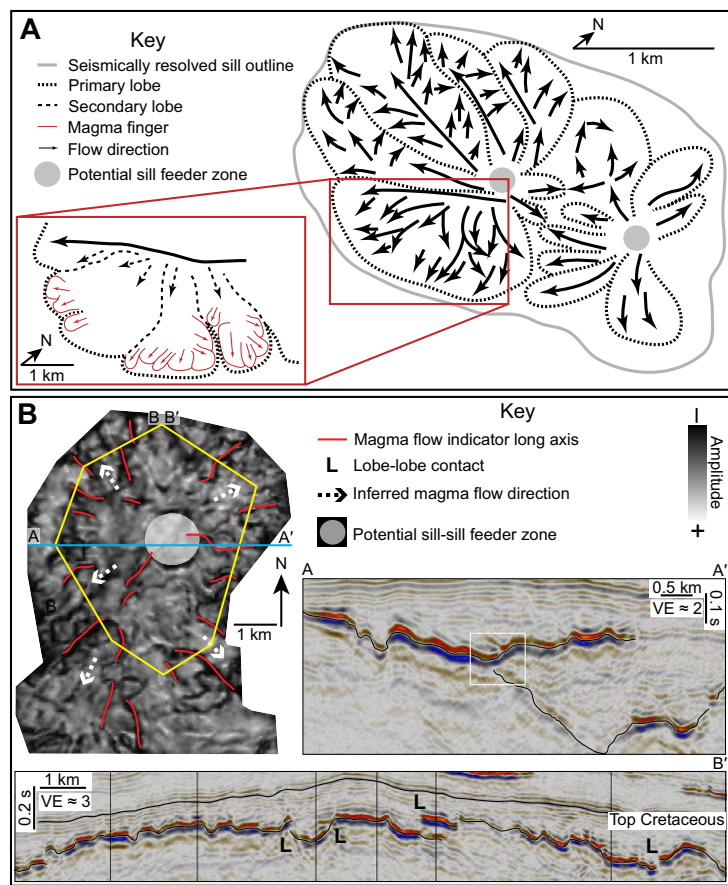 A
Key
Seismically resolved sill outline
Primary lobe
Secondary lobe
Magma finger
Flow direction
Potential sill feeder zone
N
1 km
N
1 km
B
B B′
A
A′
B
N
1 km
Key
Magma flow indicator long axis
L Lobe-lobe contact
Inferred magma flow direction
Potential sill-sill feeder zone
–
Amplitude
+
A
A′
0.5 km
VE ≈ 2
0.1 s
B′
1 km
VE ≈ 3
0.2 s
L
L
L
L
Top Cretaceous